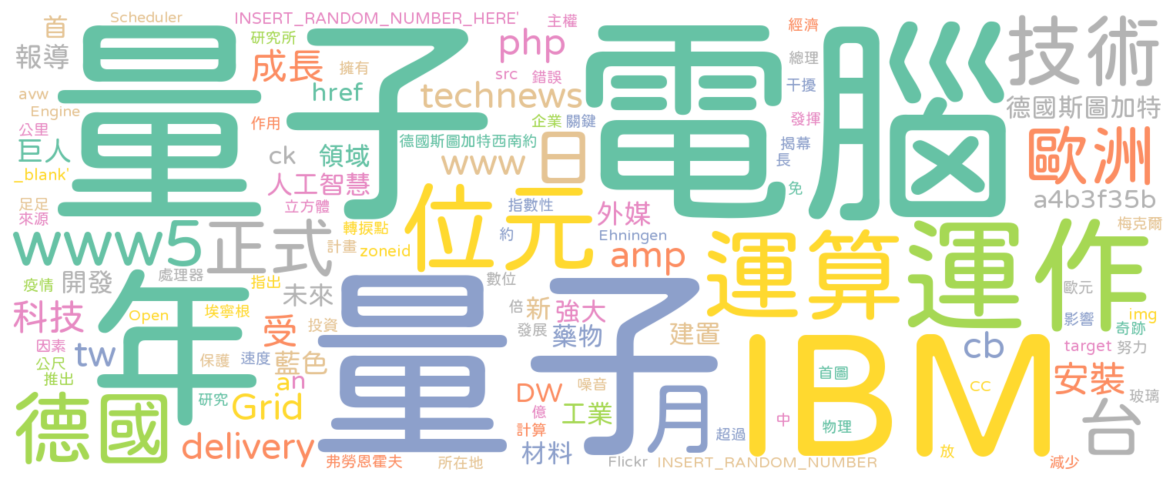 首
Scheduler
INSERT_RANDOM_NUMBER_HERE'
主權
經濟
量子電腦
技術
報導
研究所
成長
擁有
php
src
錯誤
總理
干擾
avw
Engine
href
technews
德國斯圖加特
公里
作用
企業
關鍵
發揮
巨人
ck
領域
德國斯圖加特西南約
www
日
揭幕
長
歐洲
_blank'
人工智慧
免
足足
來源
立方體
位元
指數性
外媒
a4b3f35b
www5
正式
轉捩點
計畫
zoneid
約
Ehningen
amp
運算
運作
梅克爾
疫情
開發
處理器
指出
未來
數位
年
量子
倍
新
強大
歐元
科技
Open
埃寧根
受
投資
發展
藥物
建置
影響
img
奇跡
因素
tw
保護
速度
藍色
IBM
cb
target
努力
公尺
推出
an
首圖
cc
安裝
德國
研究
Grid
DW
噪音
億
工業
月
中
物理
玻璃
台
delivery
計算
材料
超過
放
弗勞恩霍夫
所在地
Flickr
INSERT_RANDOM_NUMBER
減少